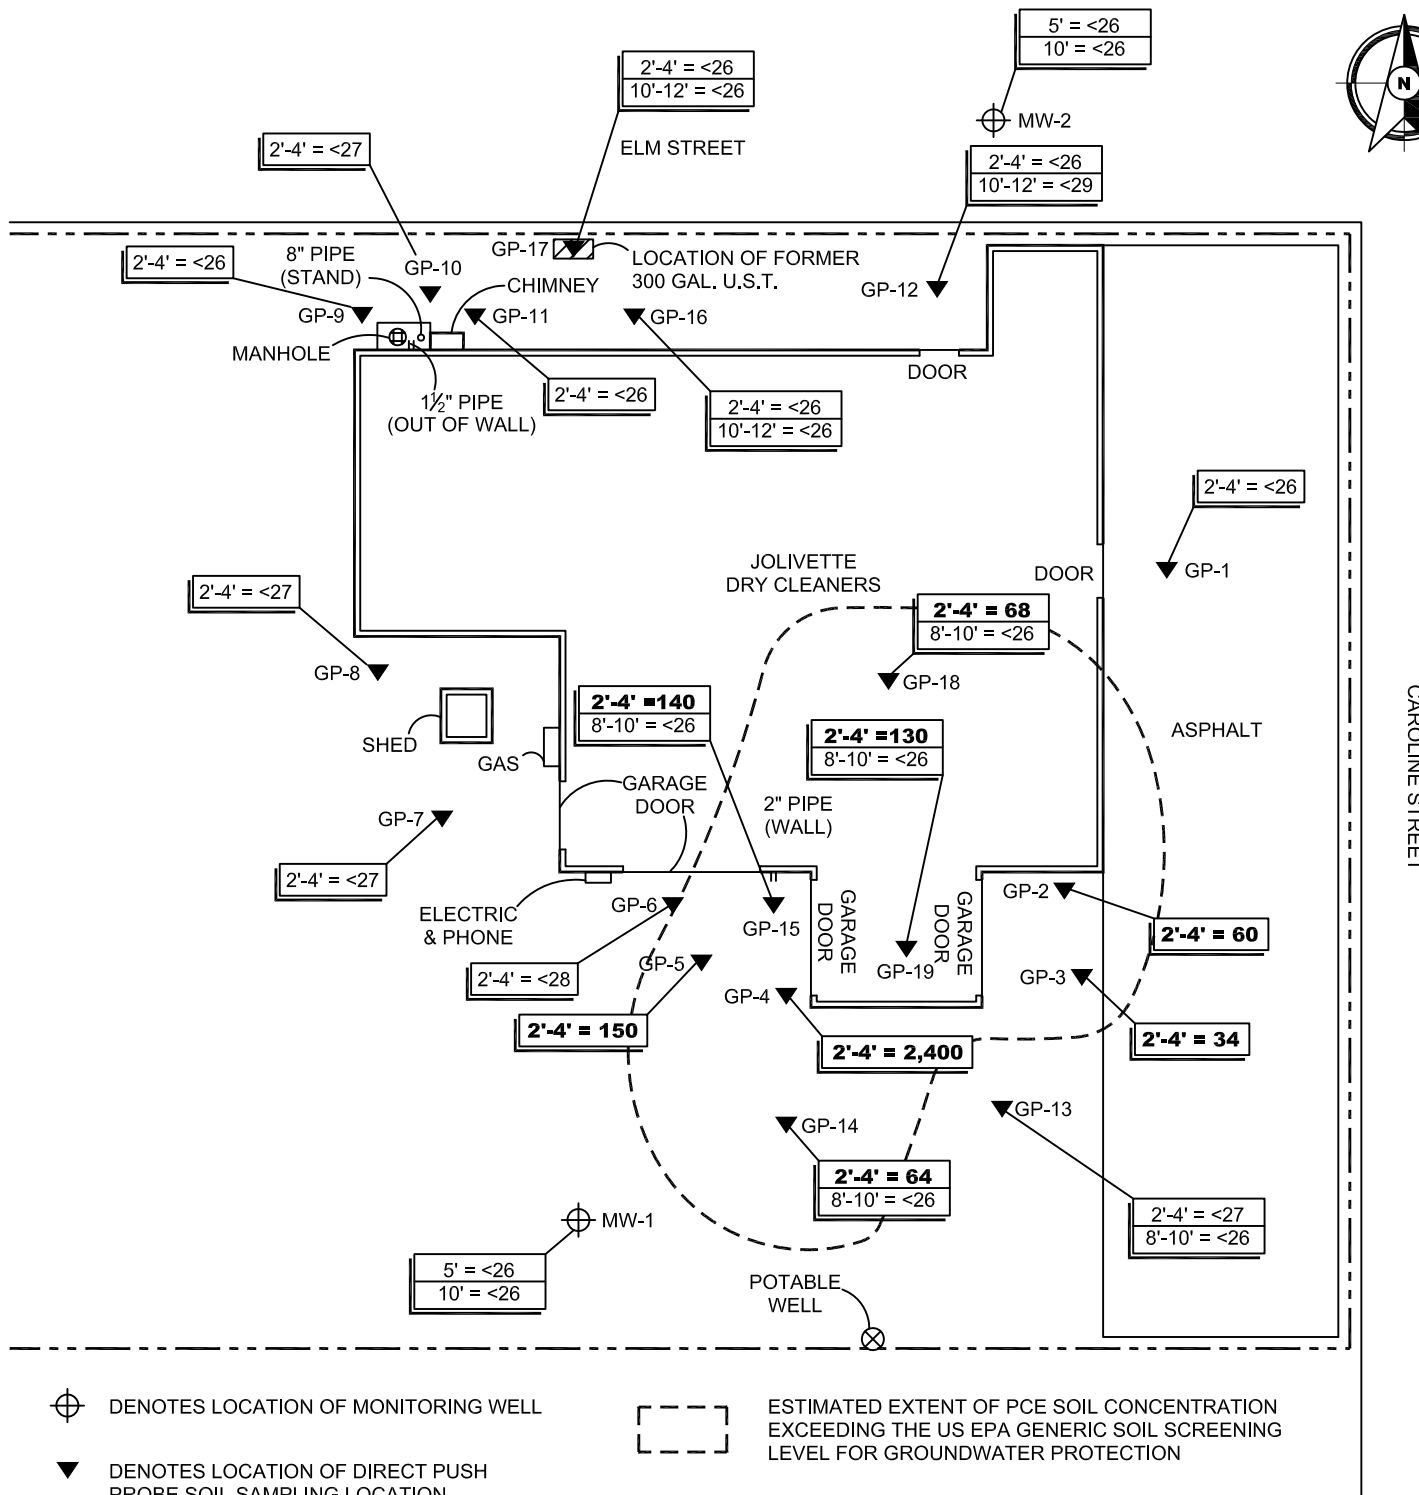 5' = <26
10' = <26
2'-4' = <26
10'-12' = <26
N
MW-2
ELM STREET
2'-4' = <27
2'-4' = <26
10'-12' = <29
8" PIPE
(STAND)
GP-17
LOCATION OF FORMER
300 GAL. U.S.T.
2'-4' = <26
GP-10
CHIMNEY
GP-12
GP-9
GP-11
GP-16
MANHOLE
DOOR
1½" PIPE
(OUT OF WALL)
2'-4' = <26
2'-4' = <26
10'-12' = <26
2'-4' = <26
JOLIVETTE
DRY CLEANERS
DOOR
GP-1
2'-4' = <27
2'-4' = 68
8'-10' = <26
GP-8
GP-18
2'-4' =140
8'-10' = <26
CAROLINE STREET
SHED
GAS
2'-4' =130
8'-10' = <26
ASPHALT
GARAGE
DOOR
2" PIPE
(WALL)
GP-7
2'-4' = <27
ELECTRIC
& PHONE
GP-6
GP-15
GARAGE
DOOR
GARAGE
DOOR
GP-2
2'-4' = 60
2'-4' = <28
GP-5
GP-19
GP-3
GP-4
2'-4' = 150
2'-4' = 2,400
2'-4' = 34
GP-13
GP-14
2'-4' = 64
8'-10' = <26
MW-1
2'-4' = <27
8'-10' = <26
5' = <26
10' = <26
POTABLE
WELL
DENOTES LOCATION OF MONITORING WELL
ESTIMATED EXTENT OF PCE SOIL CONCENTRATION
EXCEEDING THE US EPA GENERIC SOIL SCREENING
LEVEL FOR GROUNDWATER PROTECTION
DENOTES LOCATION OF DIRECT PUSH
PROBE SOIL SAMPLING LOCATION